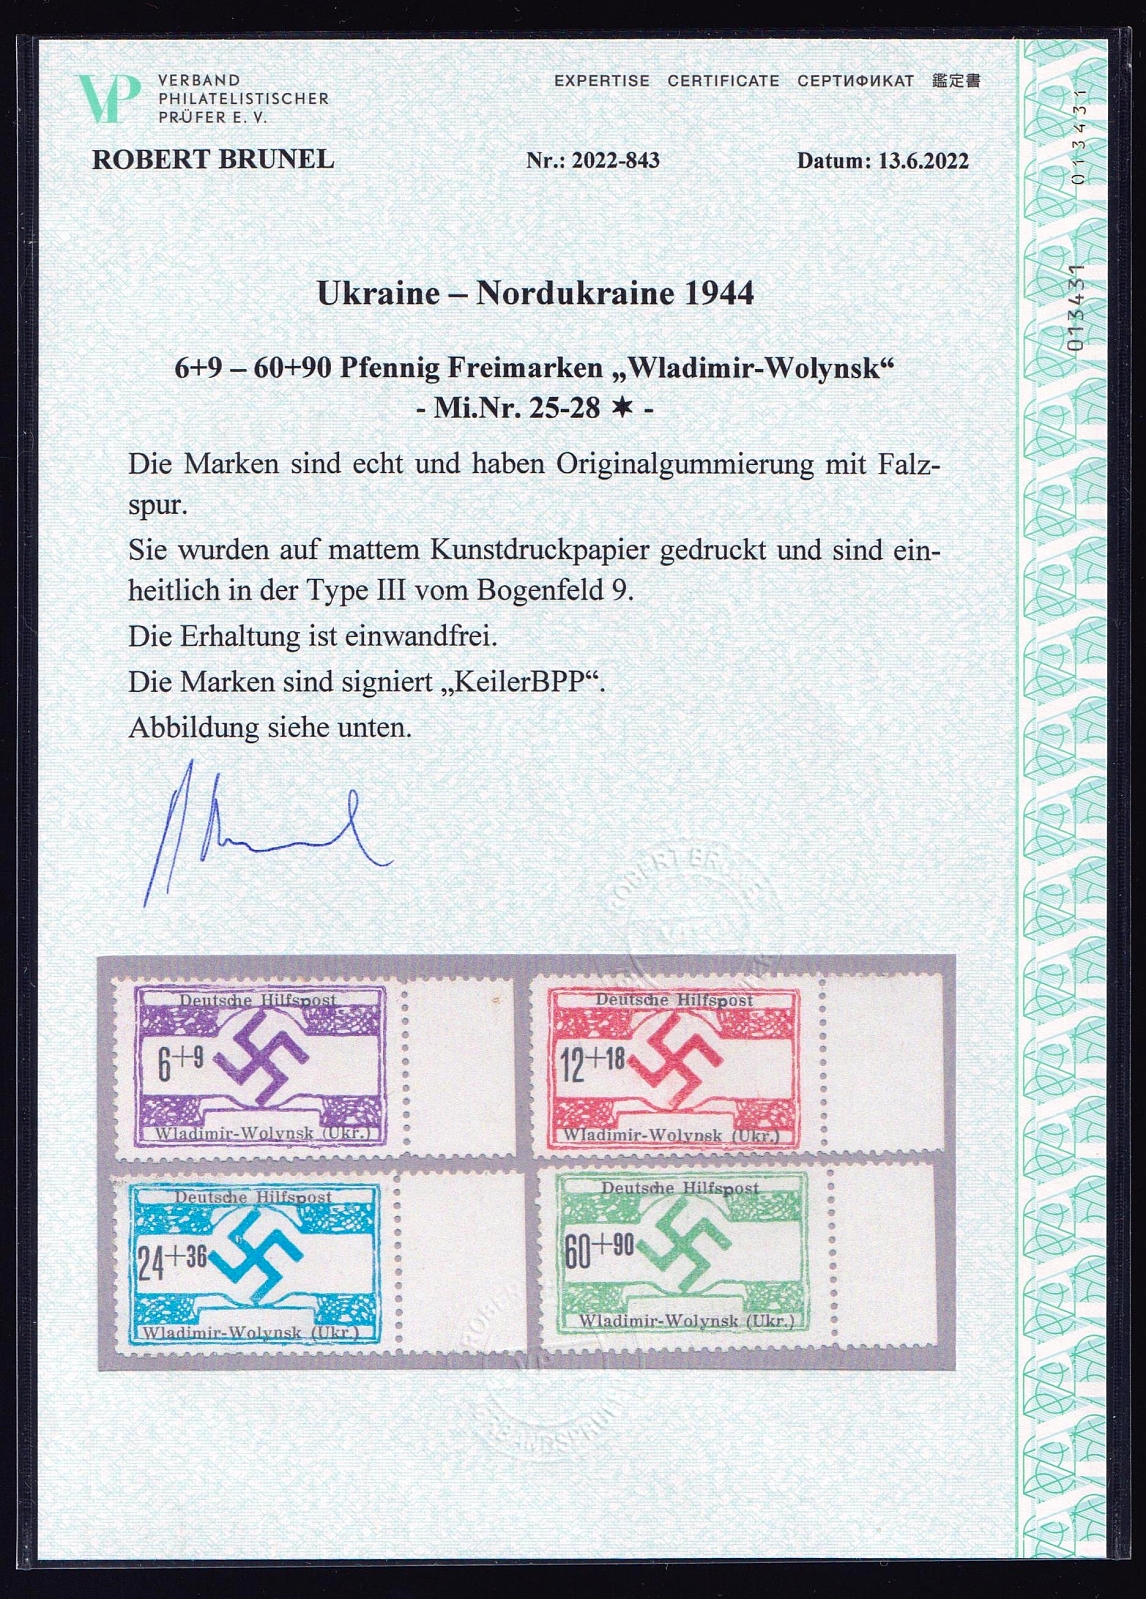 VP
VERBAND
PHILATELISTISCHER
PRÜFER E. V.
EXPERTISE CERTIFICATE СЕРТИФИКАТ 鑑定書
ROBERT BRUNEL
Nr.: 2022-843
Datum: 13.6.2022
013431
013431
Ukraine – Nordukraine 1944
6+9 – 60+90 Pfennig Freimarken „Wladimir-Wolynsk“
- Mi.Nr. 25-28 ✶ -
Die Marken sind echt und haben Originalgummierung mit Falz-
spur.
Sie wurden auf mattem Kunstdruckpapier gedruckt und sind ein-
heitlich in der Type III vom Bogenfeld 9.
Die Erhaltung ist einwandfrei.
Die Marken sind signiert „KeilerBPP“.
Abbildung siehe unten.
ROBERT BRUNEL
Deutsche Hilfspost
6+9
Wladimir-Wolynsk (Ukr.)
Deutsche Hilfspost
12+18
Wladimir-Wolynsk (Ukr.)
Deutsche Hilfspost
24+36
Wladimir-Wolynsk (Ukr.)
Deutsche Hilfspost
60+90
Wladimir-Wolynsk (Ukr.)